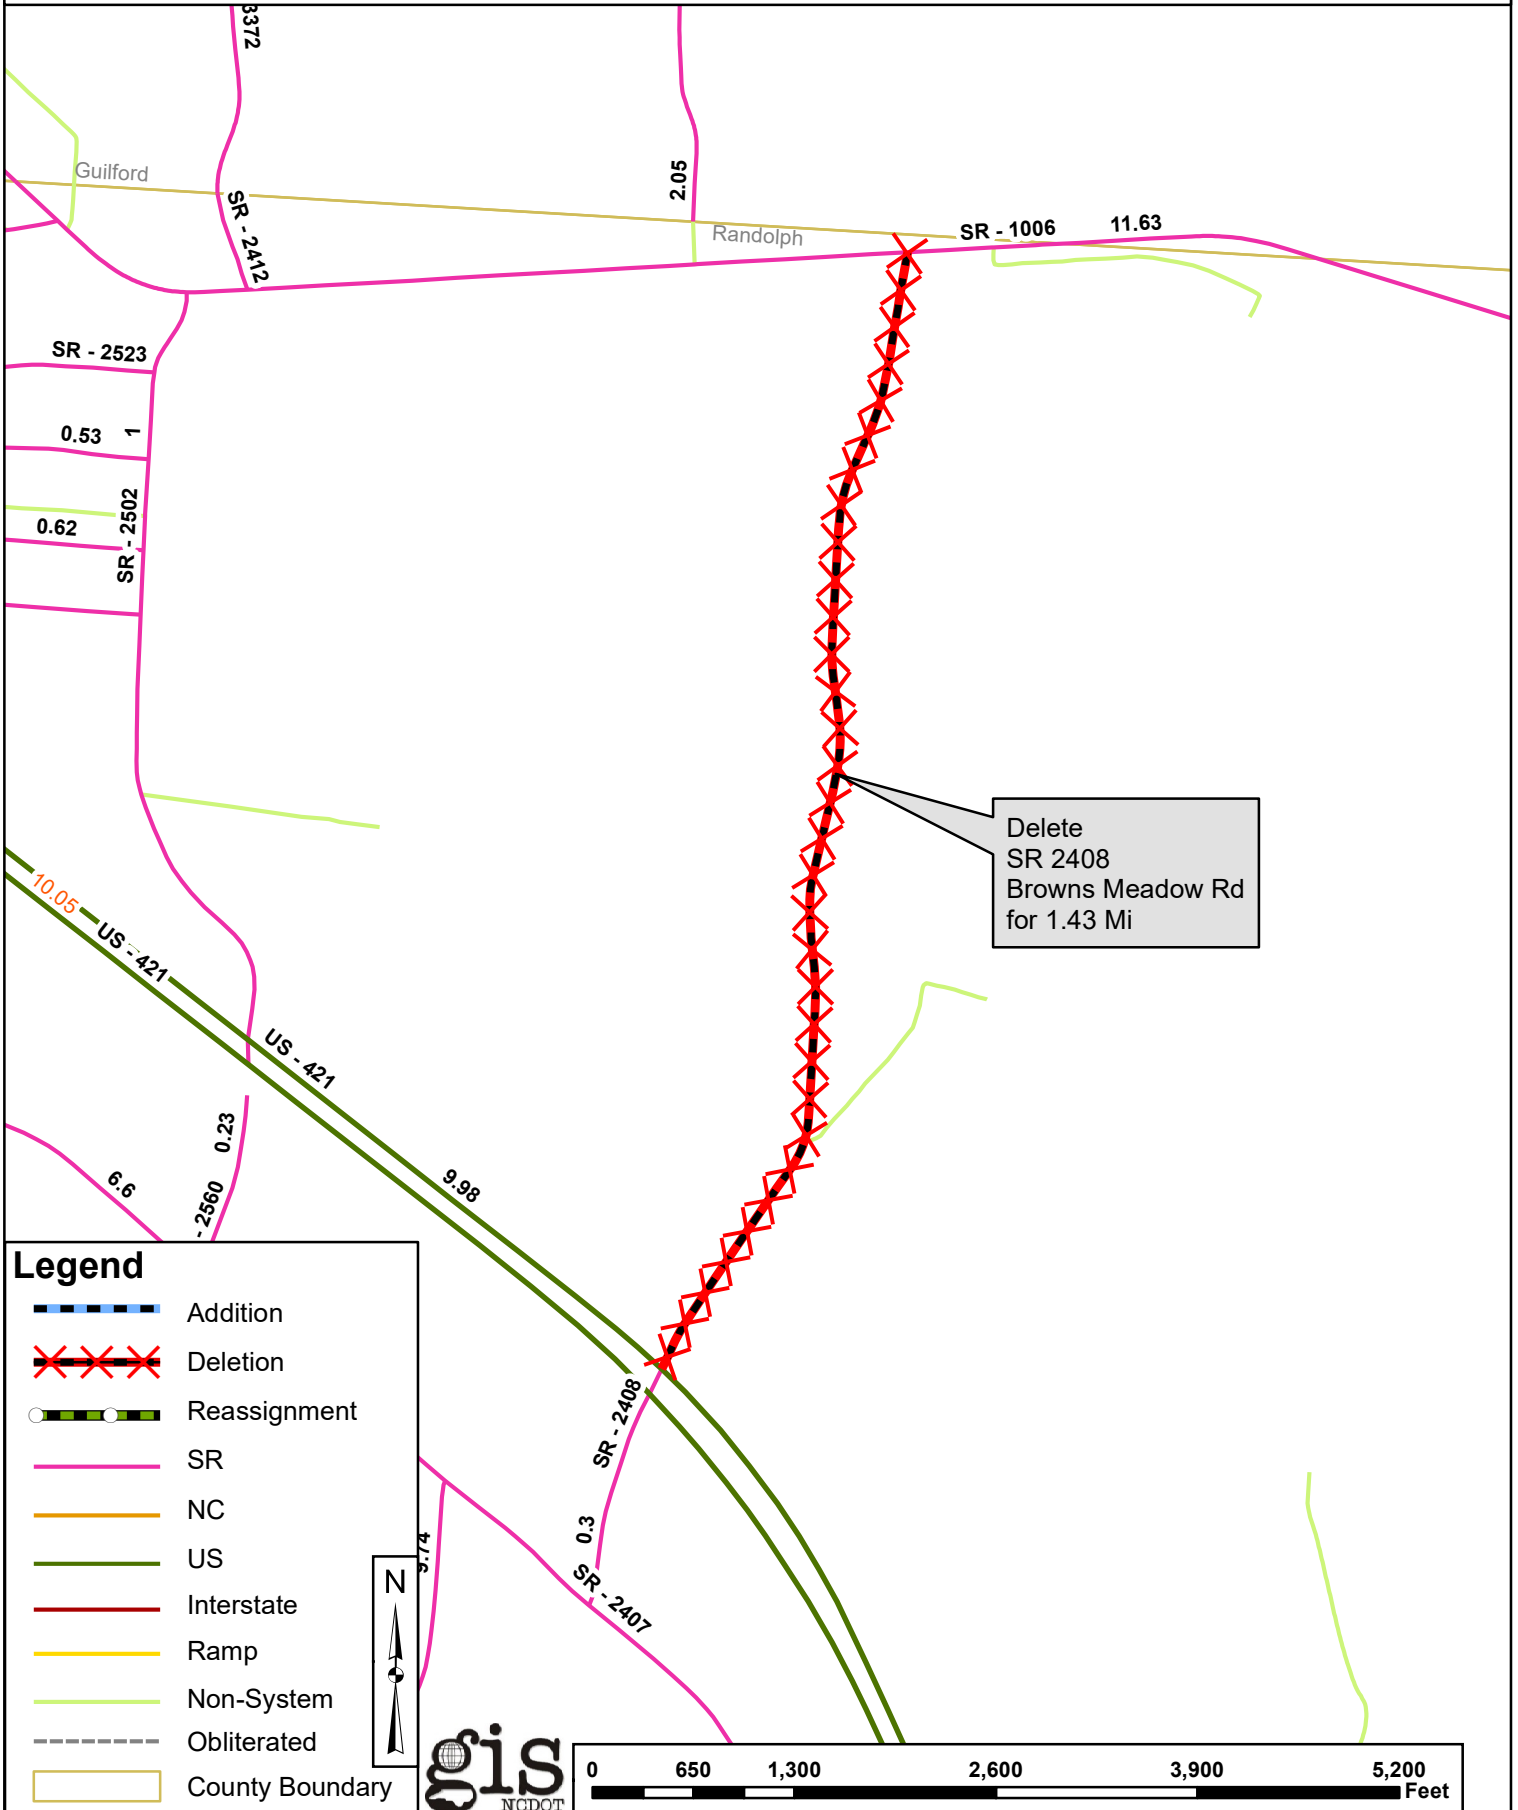 3372
Guilford
SR - 2412
2.05
Randolph
SR - 1006
11.63
SR - 2523
0.53
1
0.62
SR - 2502
Delete
SR 2408
Browns Meadow Rd
for 1.43 Mi
10.05
US - 421
US - 421
0.23
6.6
- 2560
9.98
SR - 2408
0.3
9.74
SR - 2407
Legend
Addition
Deletion
Reassignment
SR
NC
US
Interstate
Ramp
Non-System
Obliterated
County Boundary
N
gis
NCDOT
0 650 1,300 2,600 3,900 5,200
Feet